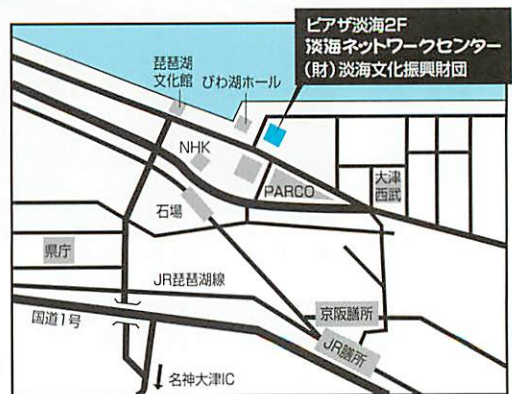 ピアザ淡海2F
淡海ネットワークセンター
(財)淡海文化振興財団
琵琶湖
文化館
びわ湖ホール
NHK
PARCO
大津
西武
石場
県庁
JR琵琶湖線
国道1号
京阪膳所
JR膳所
名神大津IC